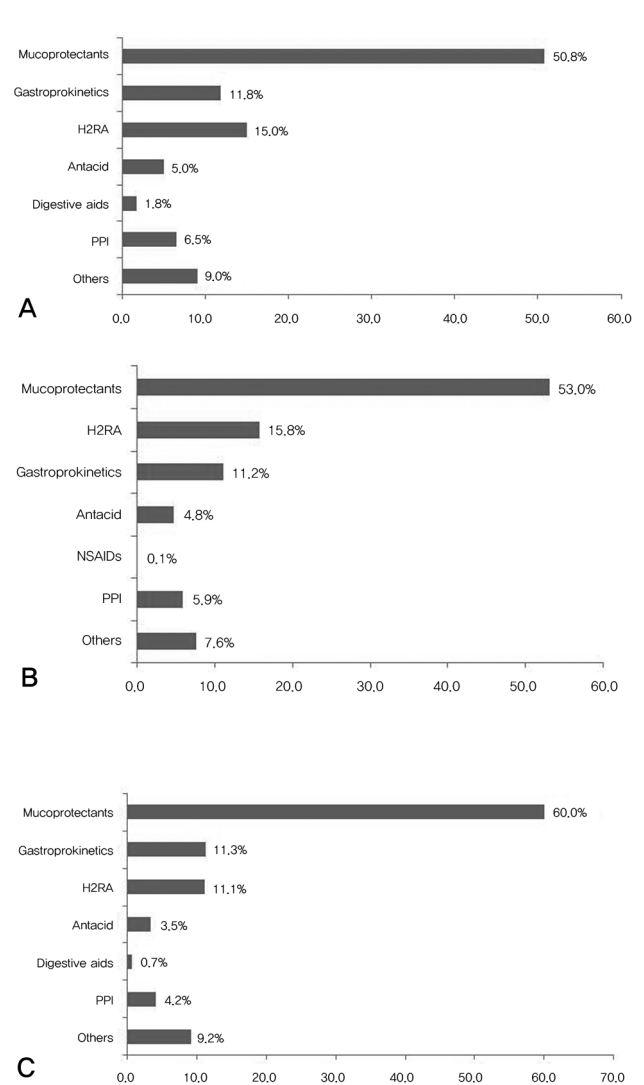 Mucoprotectants 50.8%
Gastroprokinetics 11.8%
H2RA 15.0%
Antacid 5.0%
Digestive aids 1.8%
PPI 6.5%
Others 9.0%
A
0.0 10.0 20.0 30.0 40.0 50.0 60.0
Mucoprotectants 53.0%
H2RA 15.8%
Gastroprokinetics 11.2%
Antacid 4.8%
NSAIDs 0.1%
PPI 5.9%
Others 7.6%
B
0.0 10.0 20.0 30.0 40.0 50.0 60.0
Mucoprotectants 60.0%
Gastroprokinetics 11.3%
H2RA 11.1%
Antacid 3.5%
Digestive aids 0.7%
PPI 4.2%
Others 9.2%
C
0.0 10.0 20.0 30.0 40.0 50.0 60.0 70.0